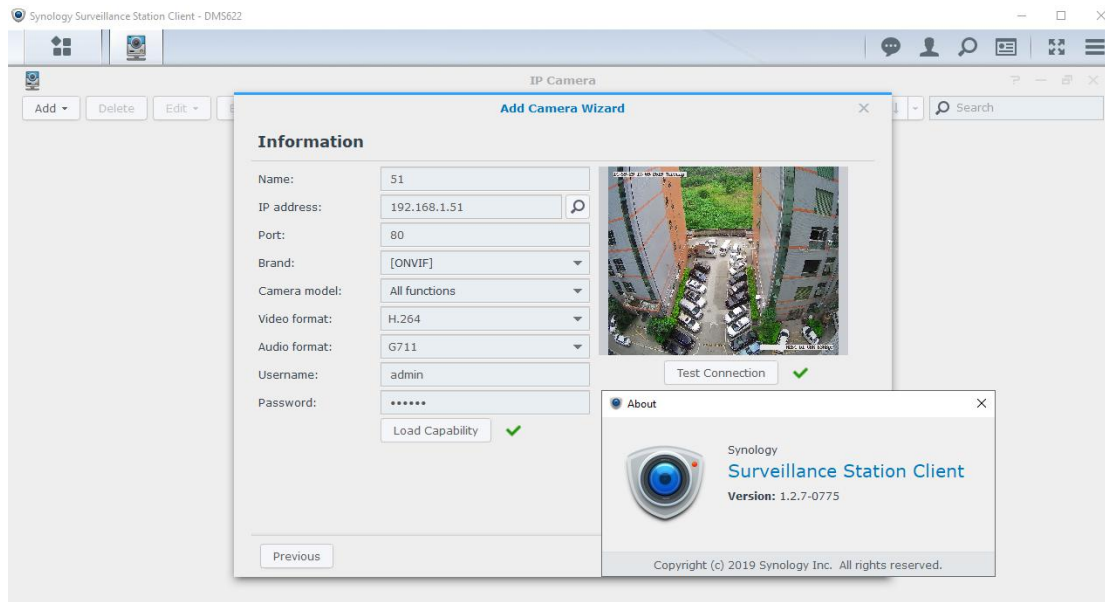 Synology Surveillance Station Client - DMS622
IP Camera
Add
Delete
Edit
Search
Add Camera Wizard
Information
Name:
51
IP address:
192.168.1.51
Port:
80
Brand:
[ONVIF]
Camera model:
All functions
Video format:
H.264
Audio format:
G711
Username:
admin
Password:
••••••
Load Capability
Test Connection
About
Synology
Surveillance Station Client
Version: 1.2.7-0775
Copyright (c) 2019 Synology Inc. All rights reserved.
Previous